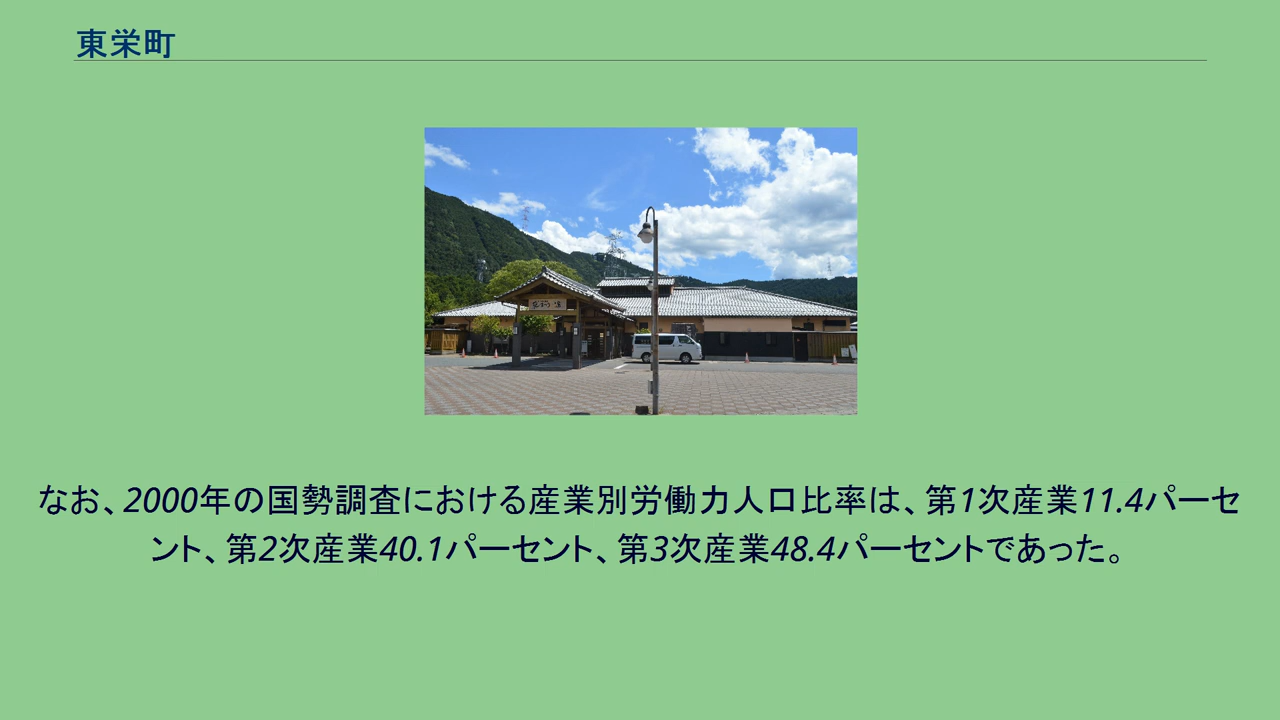 東栄町
なお、2000年の国勢調査における産業別労働力人口比率は、第1次産業11.4パーセ
ント、第2次産業40.1パーセント、第3次産業48.4パーセントであった。